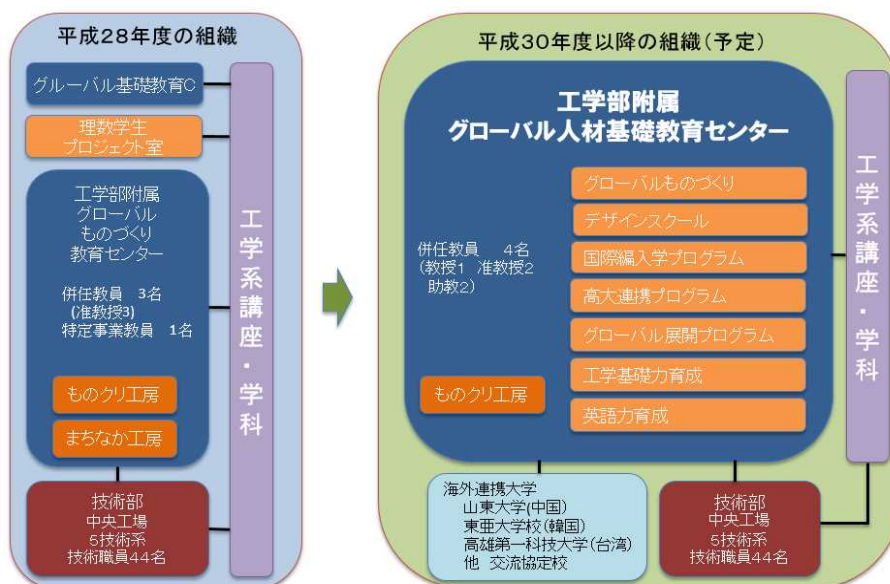 平成28年度の組織
グルーバル基礎教育C
理数学生
プロジェクト室
工学部附属
グローバル
ものづくり
教育センター
併任教員 3名
(准教授3)
特定事業教員 1名
ものクリ工房
まちなか工房
技術部
中央工場
5技術系
技術職員44名
工学系講座・学科
平成30年度以降の組織(予定)
工学部附属
グローバル人材基礎教育センター
併任教員 4名
(教授1 准教授2
助教2)
ものクリ工房
グローバルものづくり
デザインスクール
国際編入学プログラム
高大連携プログラム
グローバル展開プログラム
工学基礎力育成
英語力育成
海外連携大学
山東大学(中国)
東亜大学校(韓国)
高雄第一科技大学(台湾)
他 交流協定校
技術部
中央工場
5技術系
技術職員44名
工学系講座・学科